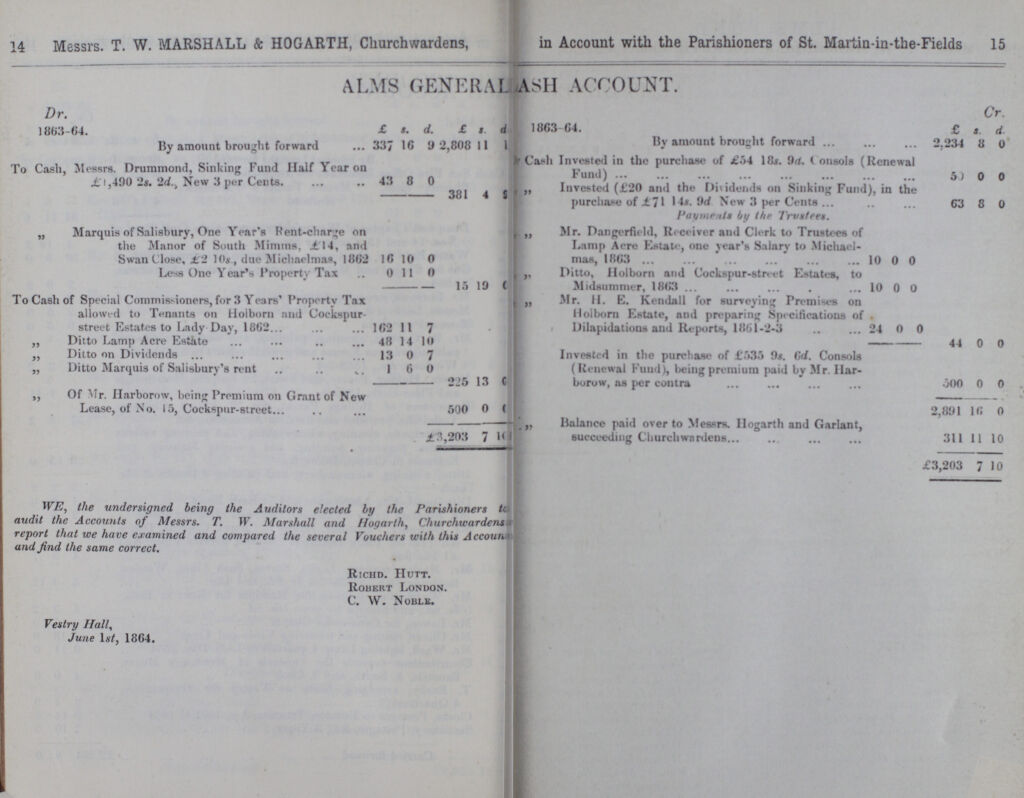 14 Messrs. T. W. MARSHALL & HOGARTH, Churchwardens,
ALMS GENERAL
Dr.
1863-64. £ s. d. £ s. d
By amount brought forward ... 337 16 9 2,808 11 1
To Cash, Messrs. Drummond, Sinking Fund Half Year on
£1,490 2s. 2d., New 3 per Cents. ... .. 43 8 0
381 4 9
„ Marquis of Salisbury, One Year's Rent-charge on
the Manor of South Mimms, £14, and
Swan Close, £2 10s., due Michaelmas, 1862 16 10 0
Less One Year's Property Tax .. 0 11 0
15 19 0
To Cash of Special Commissioners, for 3 Years' Property Tax
allowed to Tenants on Holborn and Cockspur-
street Estates to Lady Day, 1862... ... ... 162 11 7
„ Ditto Lamp Acre Estate ... ... ... .. 48 14 10
„ Ditto on Dividends ... ... ... ... ... 13 0 7
„ Ditto Marquis of Salisbury's rent .. .. .. 1 6 0
225 13 0
„ Of Mr. Harborow, being Premium on Grant of New
Lease, of No. 15, Cockspur-street... .. ... 500 0 0
£3,203 7 10
WE, the undersigned being the Auditors elected by the Parishioners to
audit the Accounts of Messrs. T. W. Marshall and Hogarth, Churchwardens
report that we have examined and compared the several Vouchers with this Accoun
and find the same correct.
RICHD. HUTT.
ROBERT LONDON.
C. W. NOBLE.
Vestry Hall,
June 1st, 1864.
in Account with the Parishioners of St. Martin-in-the-Fields 15
ASH ACCOUNT.
Cr.
1863-64. £ s. d.
By amount brought forward ... ... ... 2,234 8 0
Cash Invested in the purchase of £54 18s. 9d. Consols (Renewal
Fund) ... ... ... ... ... ... ... ... 50 0 0
„ Invested (£20 and the Dividends on Sinking Fund), in the
purchase of £71 14s. 9d New 3 per Cents ... .. ... 63 8 0
Payments by the Trustees.
„ Mr. Dangerfield, Receiver and Clerk to Trustees of
Lamp Acre Estate, one year's Salary to Michael-
mas, 1863 ... ... ... ... ... ... 10 0 0
„ Ditto, Holborn and Cockspur-street Estates, to
Midsummer, 1863 ... ... ... . ... 10 0 0
„ Mr. H. E. Kendall for surveying Premises on
Holborn Estate, and preparing Specifications of
Dilapidations and Reports, 1861-2-3 .. ... 24 0 0
44 0 0
Invested in the purchase of £535 9s. 6d. Consols
(Renewal Fund), being premium paid by Mr. Har-
borow, as per contra ... ... ... ... 500 0 0
2,891 16 0
„ Balance paid over to Messrs. Hogarth and Garlant,
succeeding Churchwardens... ... ... ... 311 11 10
£3,203 7 10